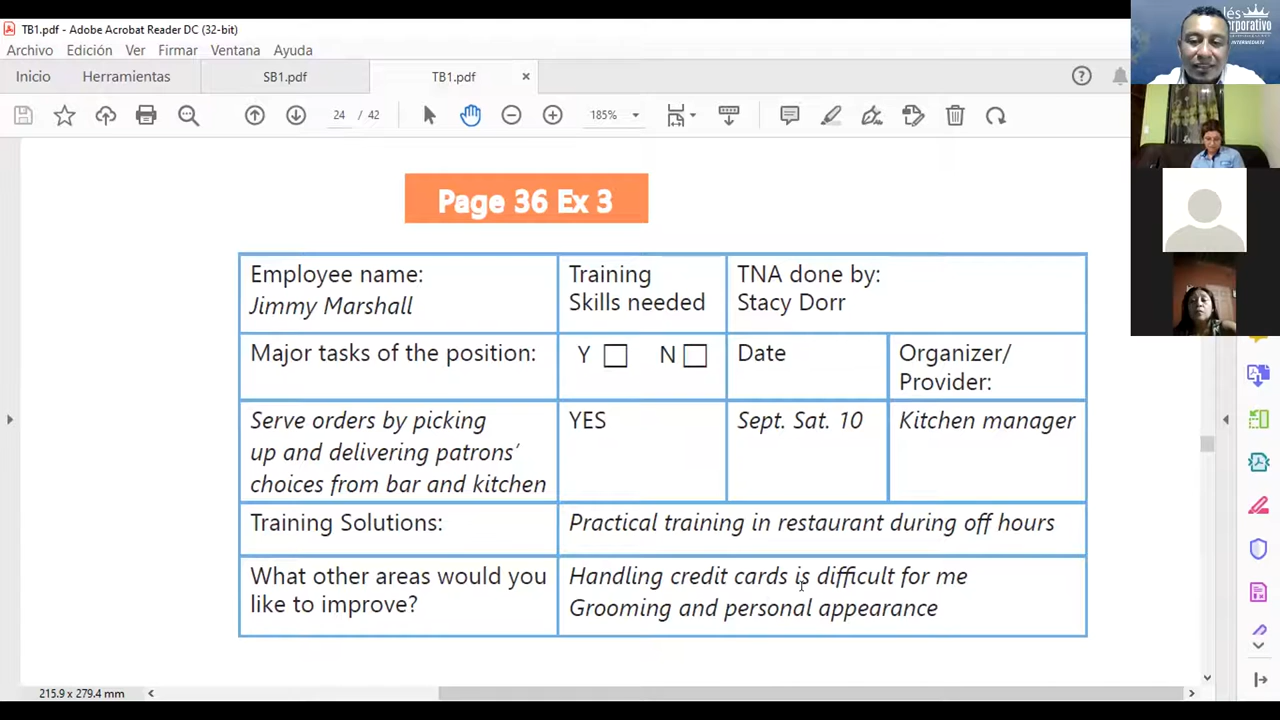 TB1.pdf - Adobe Acrobat Reader DC (32-bit)
Archivo Edición Ver Firmar Ventana Ayuda
Inicio Herramientas SB1.pdf TB1.pdf ×
24 / 42 185%
és
rporativo
INTERMEDIATE
Page 36 Ex 3
Employee name:
Jimmy Marshall
Training
Skills needed
TNA done by:
Stacy Dorr
Major tasks of the position:
Y N
Date
Organizer/
Provider:
Serve orders by picking
up and delivering patrons’
choices from bar and kitchen
YES
Sept. Sat. 10
Kitchen manager
Training Solutions:
Practical training in restaurant during off hours
What other areas would you
like to improve?
Handling credit cards is difficult for me
Grooming and personal appearance
215.9 x 279.4 mm